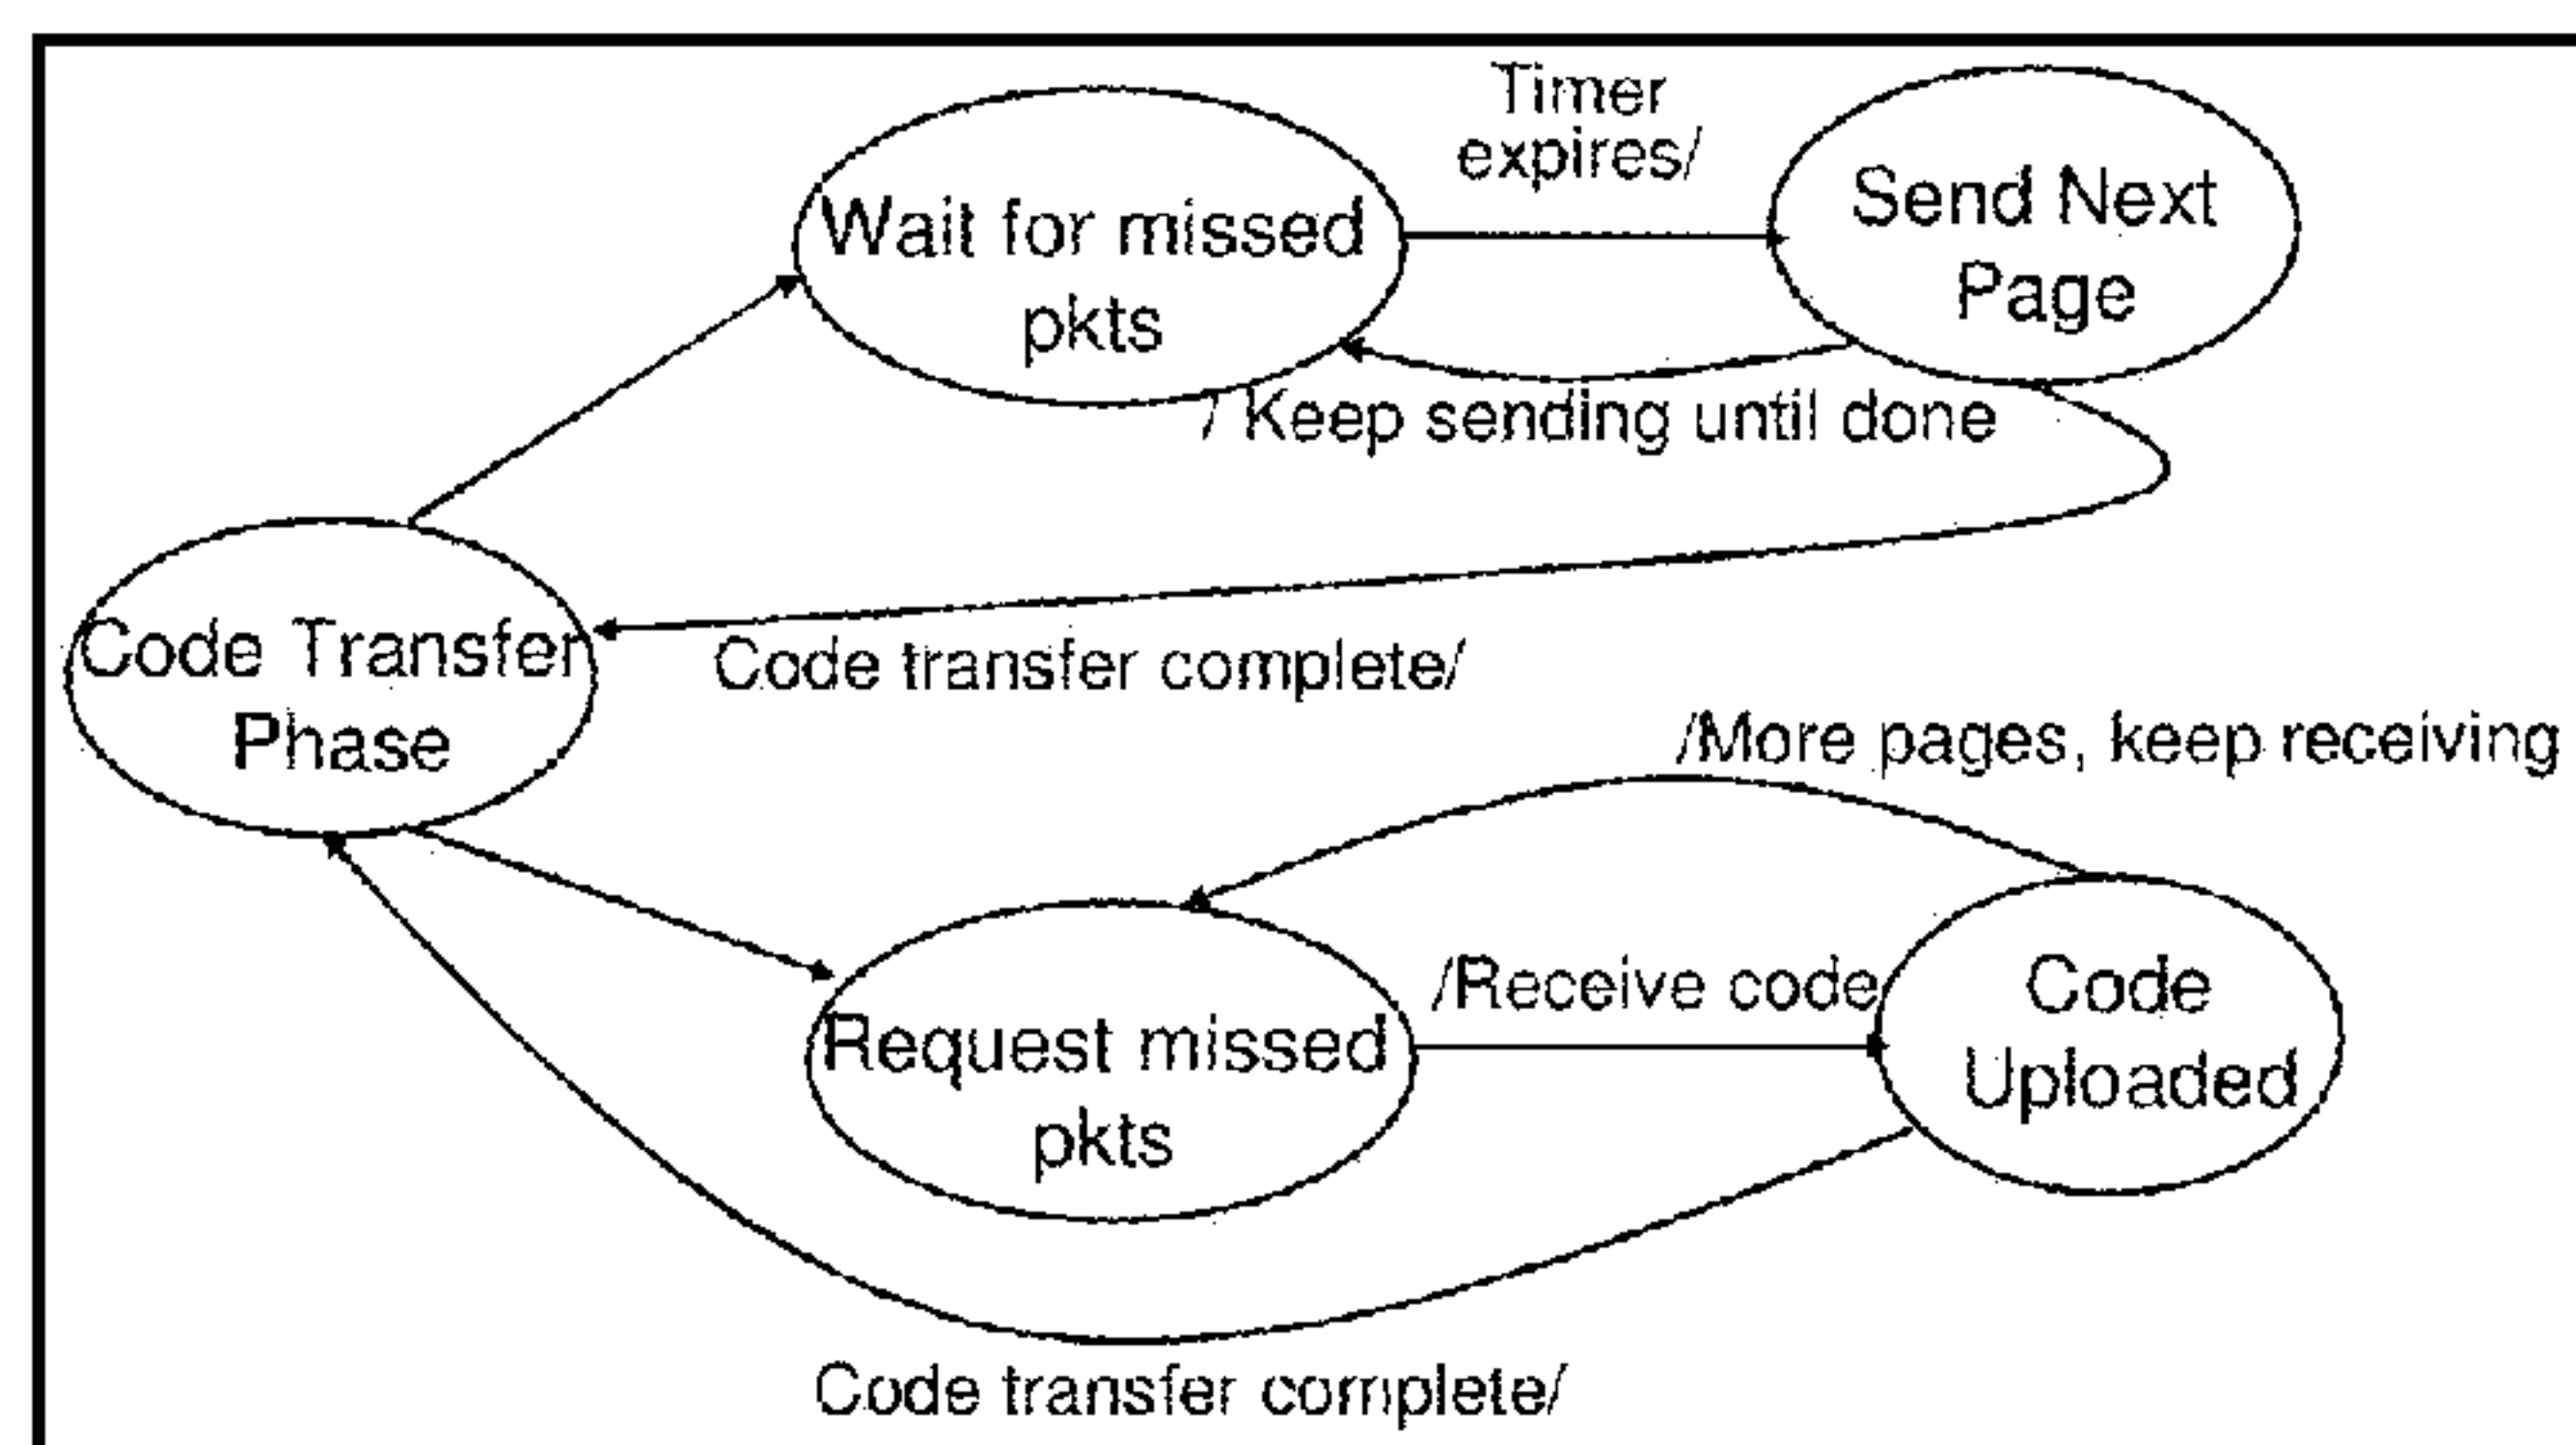 Timer
expires/
Wait for missed
pkts
Send Next
Page
/ Keep sending until done
Code Transfer
Phase
Code transfer complete/
/More pages, keep receiving
Request missed
pkts
/Receive code
Code
Uploaded
Code transfer complete/